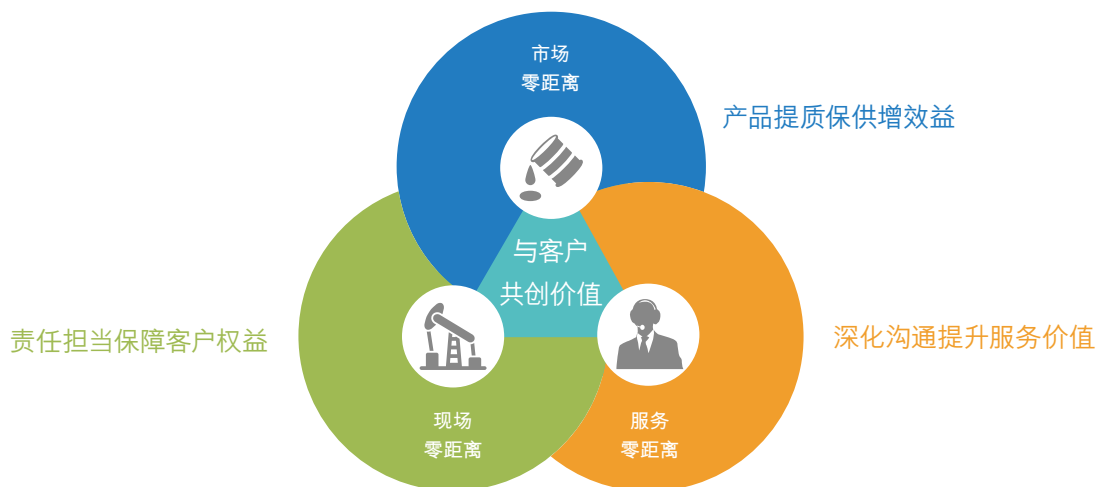 市场
零距离
产品提质保供增效益
与客户
共创价值
责任担当保障客户权益
深化沟通提升服务价值
现场
零距离
服务
零距离